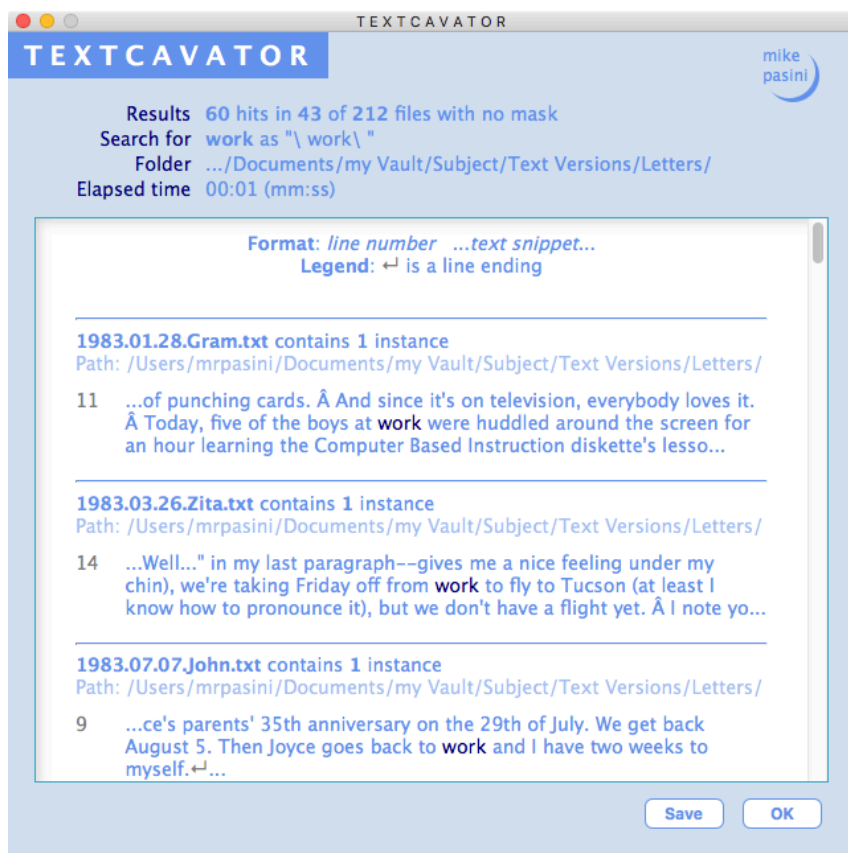 TEXTCAVATOR
TEXTCAVATOR
mike
pasini
Results 60 hits in 43 of 212 files with no mask
Search for work as "\ work\ "
Folder .../Documents/my Vault/Subject/Text Versions/Letters/
Elapsed time 00:01 (mm:ss)
Format: line number ...text snippet...
Legend: ↵ is a line ending
1983.01.28.Gram.txt contains 1 instance
Path: /Users/mrpasini/Documents/my Vault/Subject/Text Versions/Letters/
11 ...of punching cards. Â And since it's on television, everybody loves it.
Â Today, five of the boys at work were huddled around the screen for
an hour learning the Computer Based Instruction diskette's lesso...
1983.03.26.Zita.txt contains 1 instance
Path: /Users/mrpasini/Documents/my Vault/Subject/Text Versions/Letters/
14 ...Well..." in my last paragraph--gives me a nice feeling under my
chin), we're taking Friday off from work to fly to Tucson (at least I
know how to pronounce it), but we don't have a flight yet. Â I note yo...
1983.07.07.John.txt contains 1 instance
Path: /Users/mrpasini/Documents/my Vault/Subject/Text Versions/Letters/
9 ...ce's parents' 35th anniversary on the 29th of July. We get back
August 5. Then Joyce goes back to work and I have two weeks to
myself.↵...
Save OK